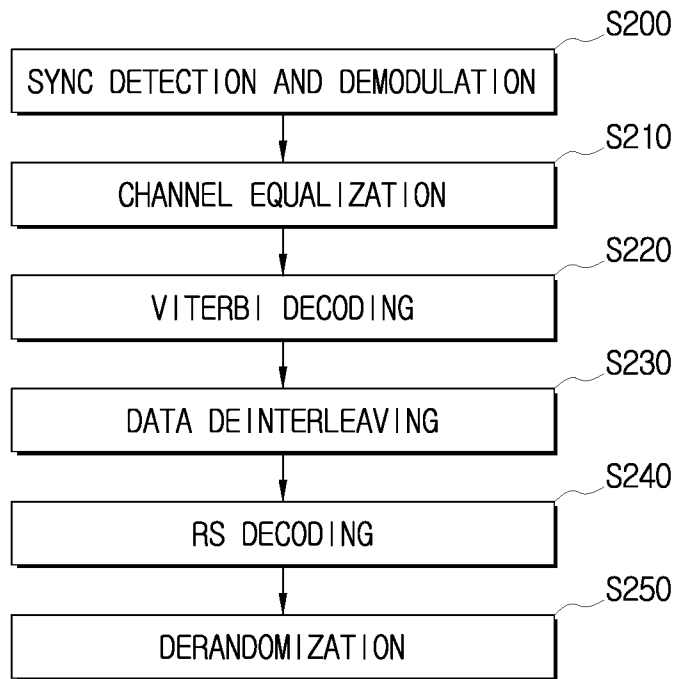 S200
SYNC DETECTION AND DEMODULATION
S210
CHANNEL EQUALIZATION
S220
VITERBI DECODING
S230
DATA DEINTERLEAVING
S240
RS DECODING
S250
DERANDOMIZATION